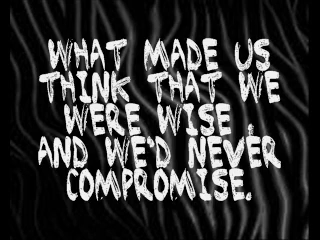 WHAT MADE US
THINK THAT WE
WERE WISE ,
AND WE'D NEVER
COMPROMISE.